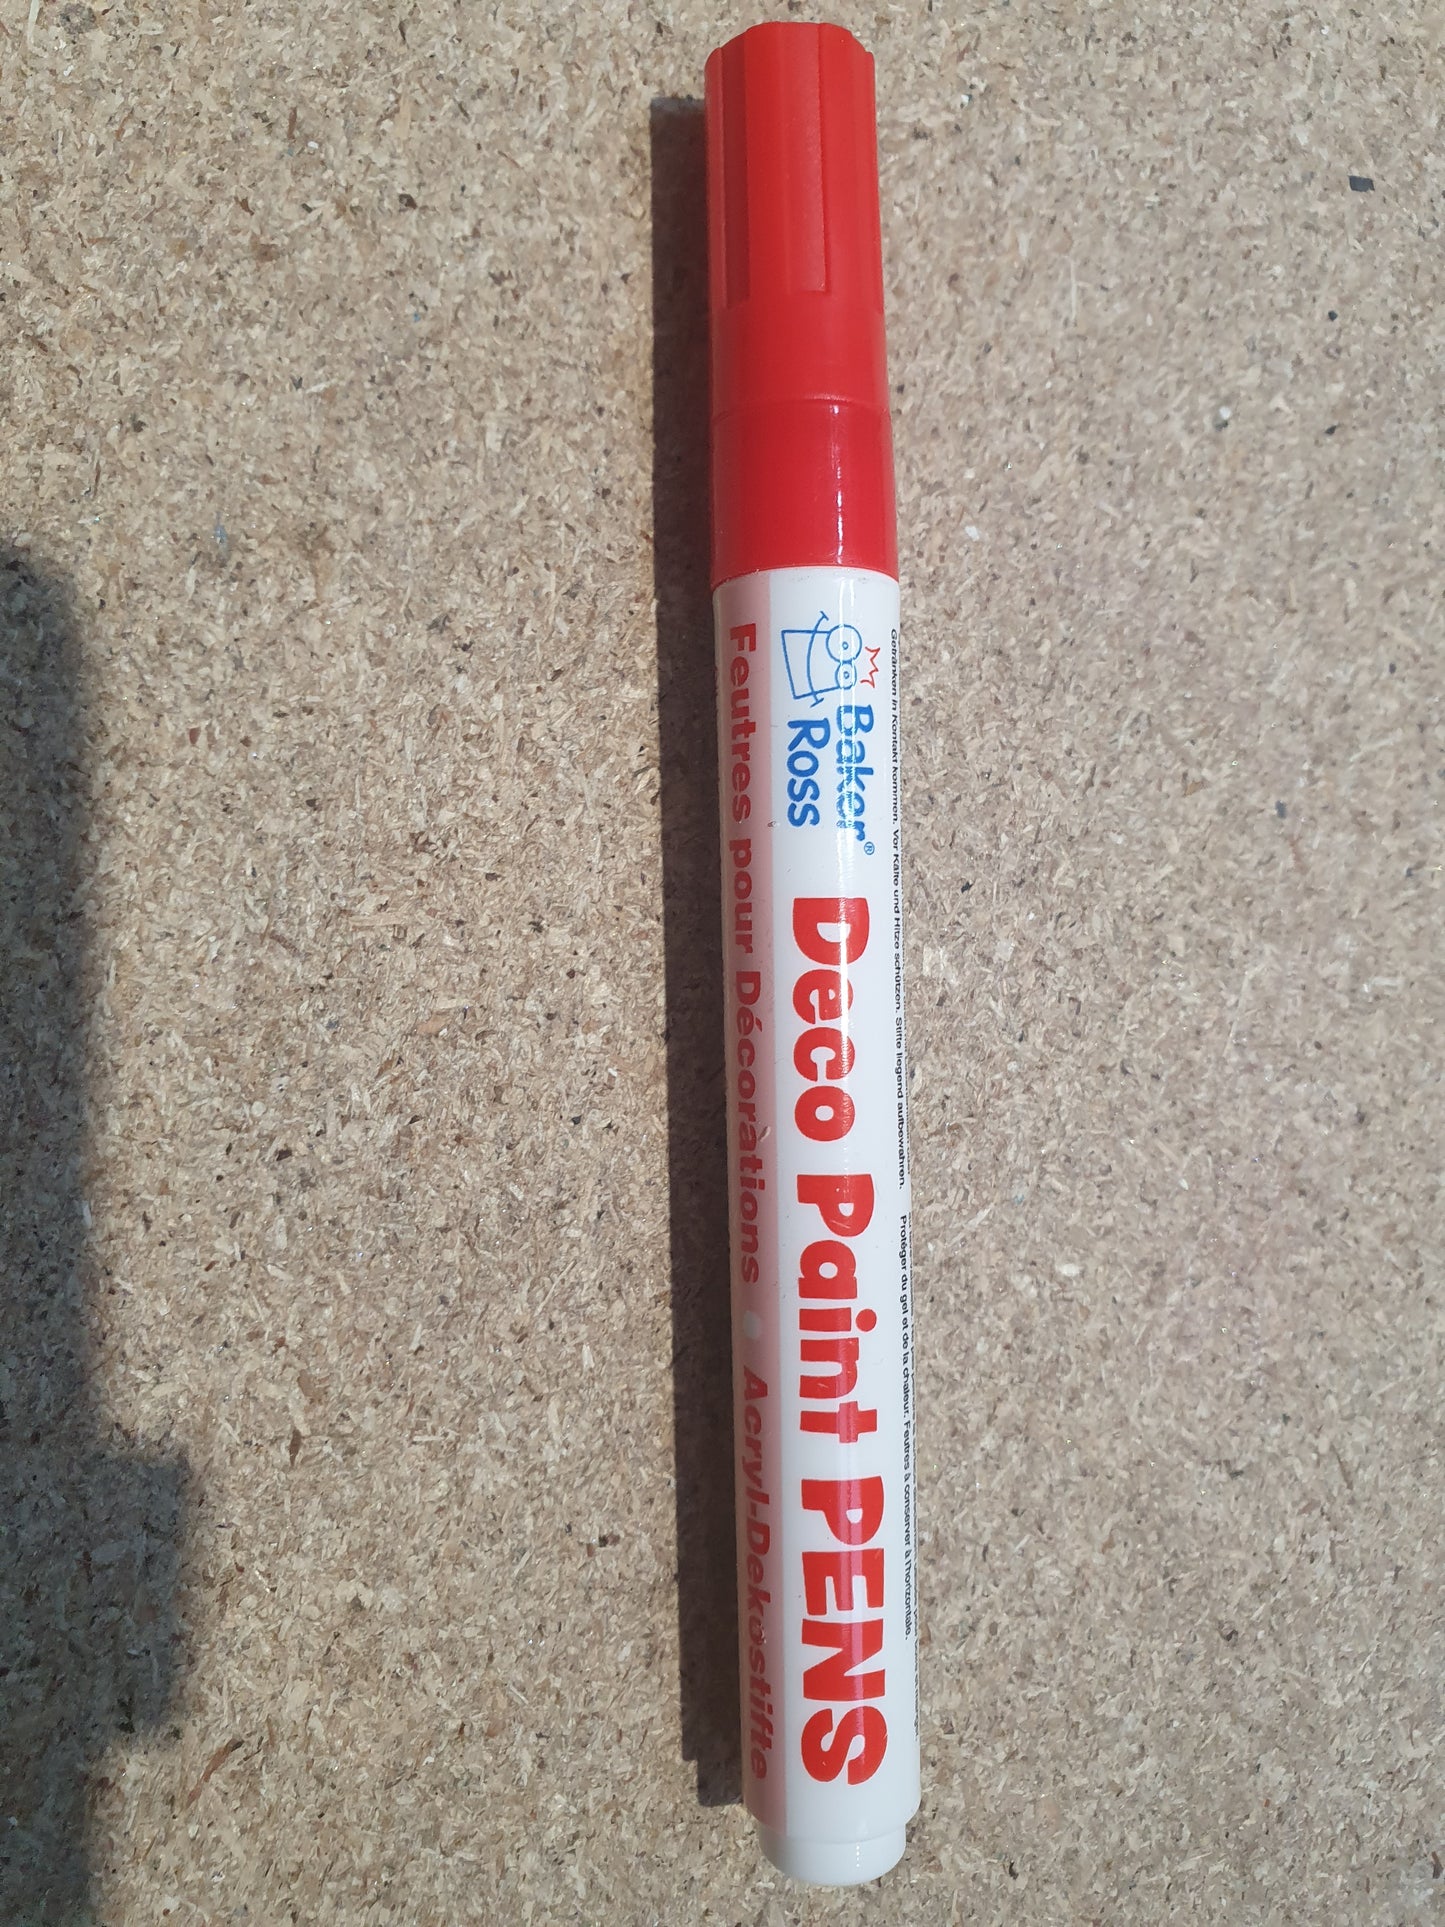 Baker®
Ross
Deco Paint PENS
Feutres pour Décorations • Acryl-Dekostifte
Getränken in Kontakt kommen. Vor Kälte und Hitze schützen. Stifte liegend aufbewahren.
Protéger du gel et de la chaleur. Feutres à conserver à l'horizontale.